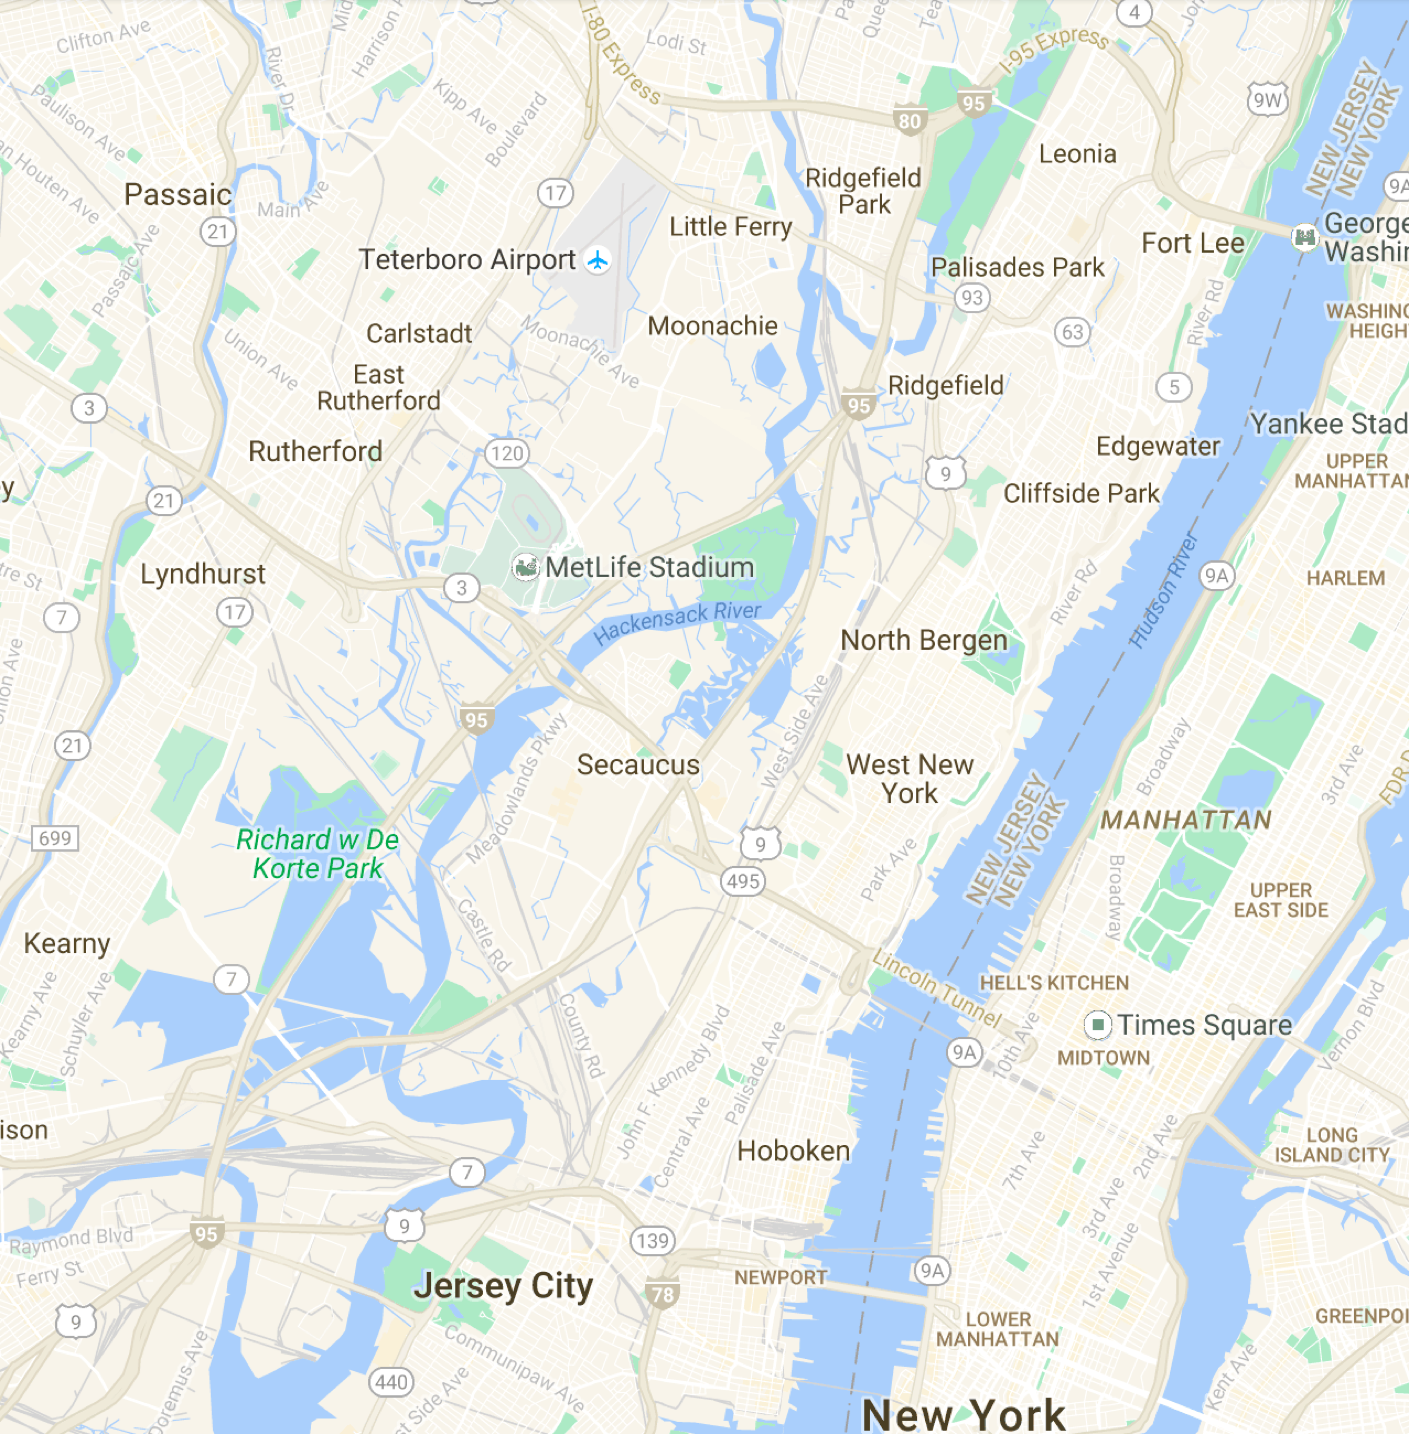 Clifton Ave
River Dr
Harrison
I-80 Express
Lodi St
I-95 Express
4
9W
NEW JERSEY
NEW YORK
Paulison Ave
Kipp Ave
Boulevard
80
95
Leonia
Passaic
Main Ave
17
Ridgefield
Park
9A
21
Little Ferry
Fort Lee
George
Washin
Passaic Ave
Teterboro Airport
Palisades Park
93
River Rd
WASHING
HEIGH
Carlstadt
Moonachie Ave
Moonachie
63
Union Ave
East
Rutherford
95
Ridgefield
5
3
Yankee Stad
Rutherford
120
9
Edgewater
UPPER
MANHATTAN
21
Cliffside Park
Hudson River
Lyndhurst
3
MetLife Stadium
9A
HARLEM
7
17
Hackensack River
River Rd
North Bergen
95
Meadowlands Pkwy
West Side Ave
21
Secaucus
West New
York
Broadway
3rd Ave
FDR D
NEW JERSEY
NEW YORK
699
Richard w De
Korte Park
9
MANHATTAN
495
Park Ave
Broadway
UPPER
EAST SIDE
Castle Rd
Kearny
7
Lincoln Tunnel
HELL'S KITCHEN
Kearny Ave
Schuyler Ave
County Rd
John F. Kennedy Blvd
Palisade Ave
Times Square
Vernon Blvd
9A
10th Ave
MIDTOWN
Central Ave
ison
Hoboken
LONG
ISLAND CITY
7
7th Ave
2nd Ave
3rd Ave
1st Avenue
Raymond Blvd
95
9
139
Ferry St
Jersey City
NEWPORT
9A
78
9
LOWER
MANHATTAN
GREENPOI
Communipaw Ave
440
st Side Ave
oremus Ave
Kent Ave
New York